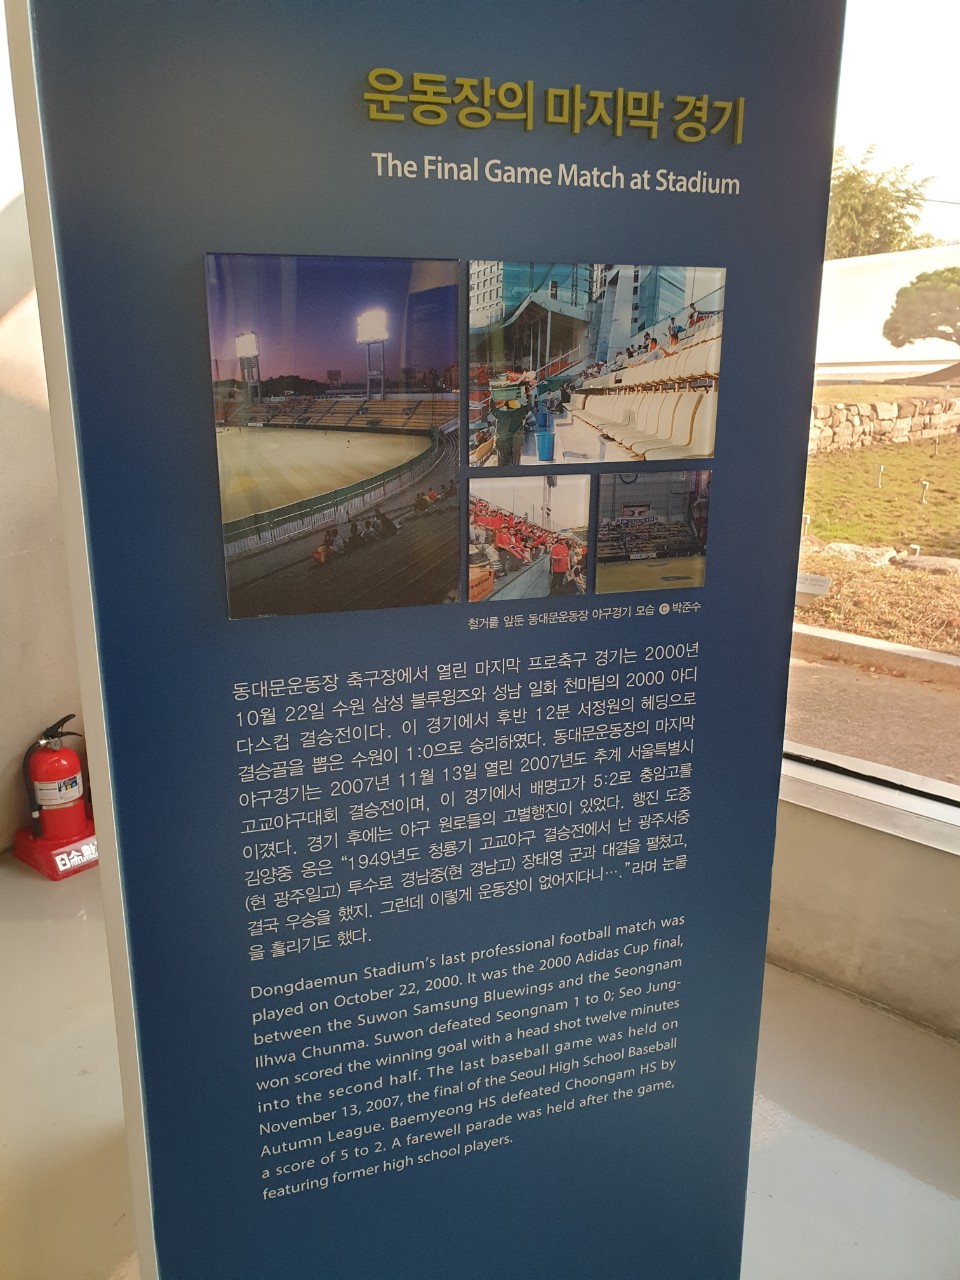 운동장의 마지막 경기
The Final Game Match at Stadium
철거를 앞둔 동대문운동장 야구경기 모습 ⓒ 박준수
동대문운동장 축구장에서 열린 마지막 프로축구 경기는 2000년
10월 22일 수원 삼성 블루윙즈와 성남 일화 천마팀의 2000 아디
다스컵 결승전이다. 이 경기에서 후반 12분 서정원의 헤딩으로
결승골을 뽑은 수원이 1:0으로 승리하였다. 동대문운동장의 마지막
야구경기는 2007년 11월 13일 열린 2007년도 추계 서울특별시
고교야구대회 결승전이며, 이 경기에서 배명고가 5:2로 충암고를
이겼다. 경기 후에는 야구 원로들의 고별행진이 있었다. 행진 도중
김양중 옹은 “1949년도 청룡기 고교야구 결승전에서 난 광주서중
(현 광주일고) 투수로 경남중(현 경남고) 장태영 군과 대결을 펼쳤고,
결국 우승을 했지. 그런데 이렇게 운동장이 없어지다니….”라며 눈물
을 흘리기도 했다.
Dongdaemun Stadium's last professional football match was
played on October 22, 2000. It was the 2000 Adidas Cup final,
between the Suwon Samsung Bluewings and the Seongnam
Ilhwa Chunma. Suwon defeated Seongnam 1 to 0; Seo Jung-
won scored the winning goal with a head shot twelve minutes
into the second half. The last baseball game was held on
November 13, 2007, the final of the Seoul High School Baseball
Autumn League. Baemyeong HS defeated Choongam HS by
a score of 5 to 2. A farewell parade was held after the game,
featuring former high school players.